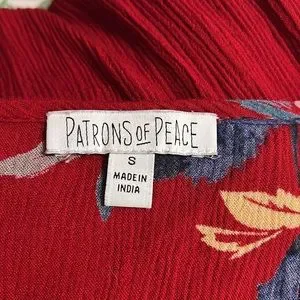 PATRONS OF PEACE
S
MADE IN
INDIA